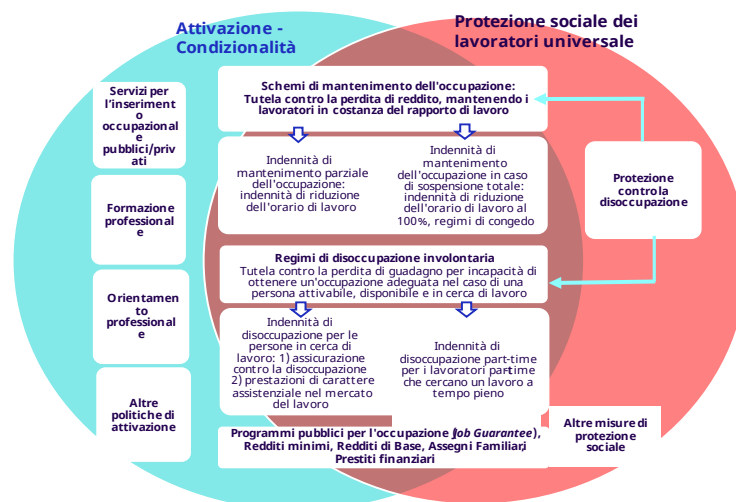 Attivazione -
Condizionalità
Protezione sociale dei
lavoratori universale
Servizi per
l'inseriment
o
occupazional
e
pubblici/priv
ati
Formazione
professional
e
Orientamen
to
professional
e
Altre
politiche di
attivazione
Schemi di mantenimento dell'occupazione:
Tutela contro la perdita di reddito, mantenendo i
lavoratori in costanza del rapporto di lavoro
Indennità di
mantenimento parziale
dell'occupazione:
indennità di riduzione
dell'orario di lavoro
Indennità di
mantenimento
dell'occupazione in caso
di sospensione totale:
indennità di riduzione
dell'orario di lavoro al
100%, regimi di congedo
Protezione
contro la
disoccupazione
Regimi di disoccupazione involontaria
Tutela contro la perdita di guadagno per incapacità di
ottenere un'occupazione adeguata nel caso di una
persona attivabile, disponibile e in cerca di lavoro
Indennità di
disoccupazione per le
persone in cerca di
lavoro: 1) assicurazione
contro la disoccupazione
2) prestazioni di carattere
assistenziale nel mercato
del lavoro
Indennità di
disoccupazione part-time
per i lavoratori part-time
che cercano un lavoro a
tempo pieno
Programmi pubblici per l'occupazione (Job Guarantee),
Redditi minimi, Redditi di Base, Assegni Familiari,
Prestiti finanziari
Altre misure di
protezione
sociale